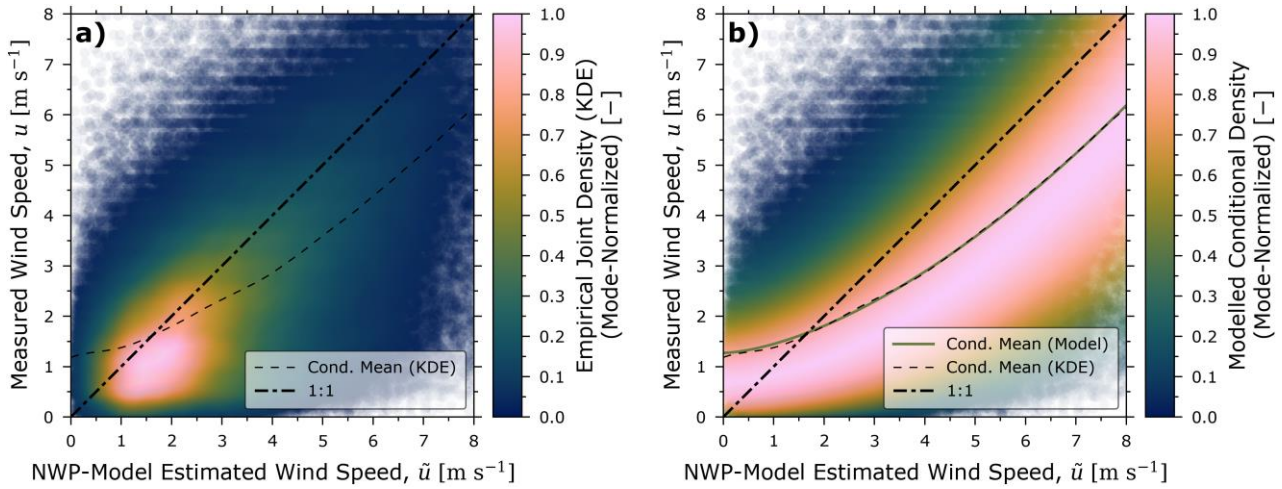 a)
8
7
6
5
4
3
2
1
0
Measured Wind Speed, u [m s⁻¹]
0 1 2 3 4 5 6 7 8
NWP-Model Estimated Wind Speed, ũ [m s⁻¹]
Cond. Mean (KDE)
1:1
1.0
0.9
0.8
0.7
0.6
0.5
0.4
0.3
0.2
0.1
0.0
Empirical Joint Density (KDE)
(Mode-Normalized) [−]
b)
8
7
6
5
4
3
2
1
0
Measured Wind Speed, u [m s⁻¹]
0 1 2 3 4 5 6 7 8
NWP-Model Estimated Wind Speed, ũ [m s⁻¹]
Cond. Mean (Model)
Cond. Mean (KDE)
1:1
1.0
0.9
0.8
0.7
0.6
0.5
0.4
0.3
0.2
0.1
0.0
Modelled Conditional Density
(Mode-Normalized) [−]